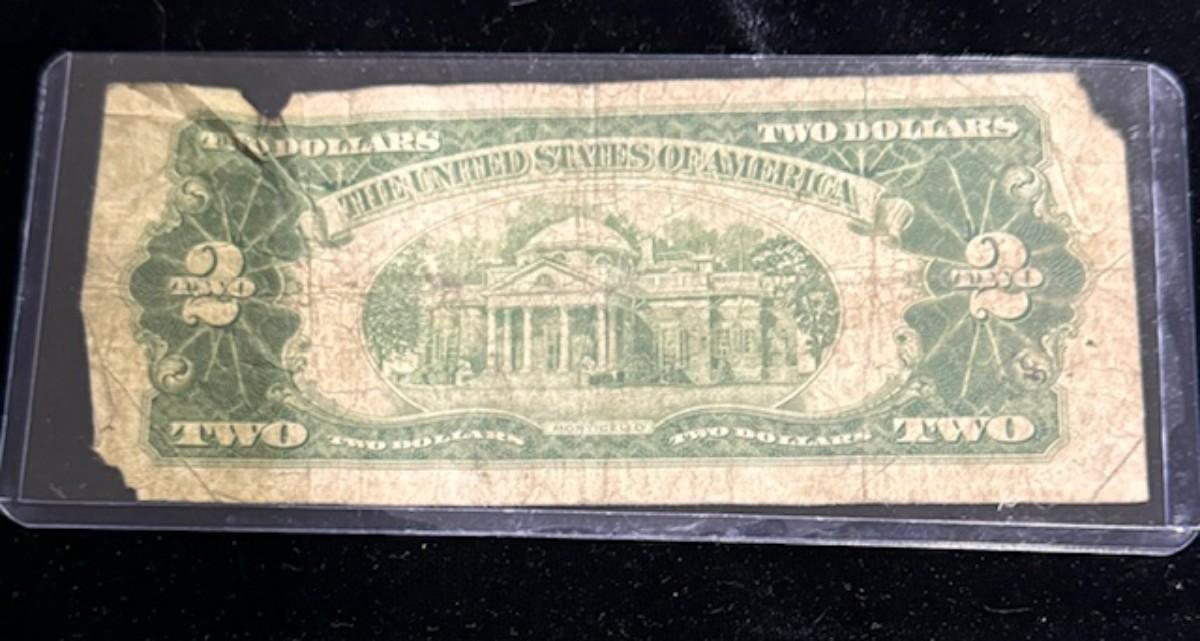 TWO DOLLARS TWO DOLLARS
THE UNITED STATES OF AMERICA
2 2
TWO TWO
MONTICELLO
TWO TWO DOLLARS TWO DOLLARS TWO